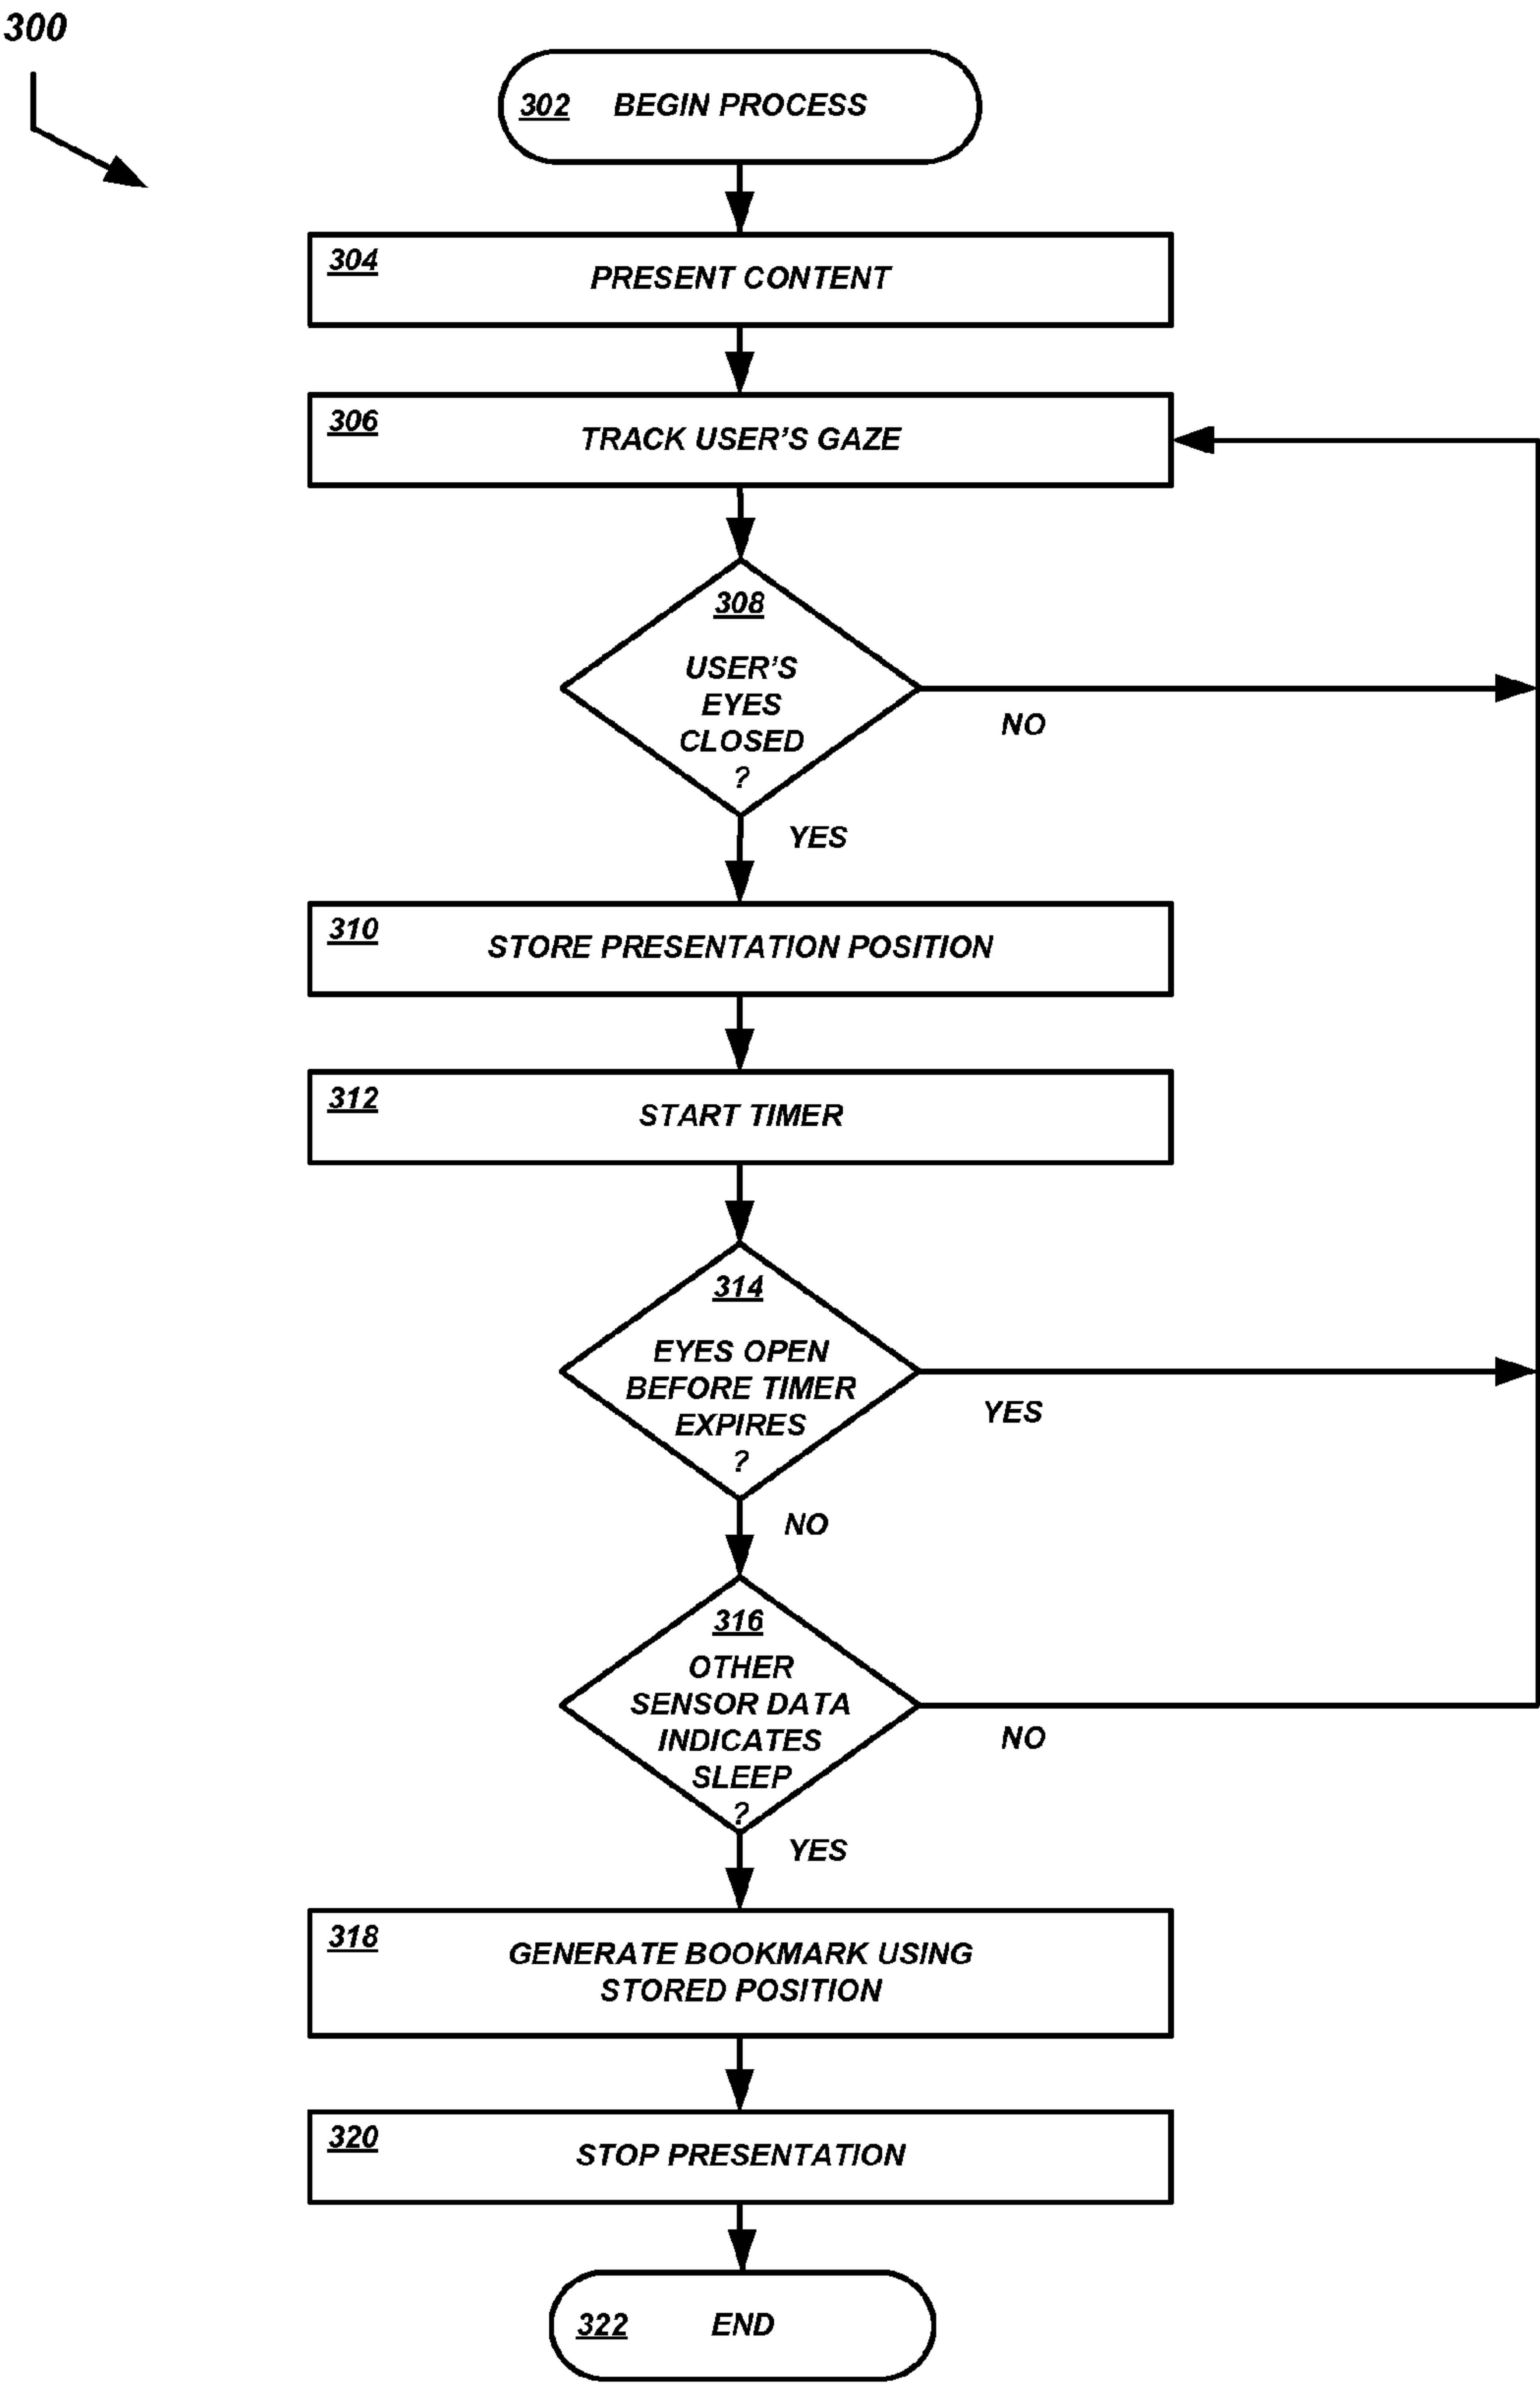 300
302 BEGIN PROCESS
304
PRESENT CONTENT
306
TRACK USER'S GAZE
308
USER'S
EYES
CLOSED
?
NO
YES
310
STORE PRESENTATION POSITION
312
START TIMER
314
EYES OPEN
BEFORE TIMER
EXPIRES
?
YES
NO
316
OTHER
SENSOR DATA
INDICATES
SLEEP
?
NO
YES
318
GENERATE BOOKMARK USING
STORED POSITION
320
STOP PRESENTATION
322 END